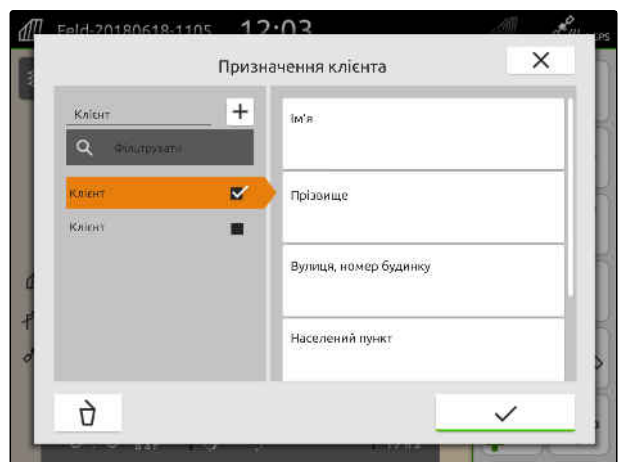 Feld-20180618-1105 12:03
Призначення клієнта
Клієнт
Фільтрувати
Клієнт
Клієнт
Ім'я
Прізвище
Вулиця, номер будинку
Населений пункт